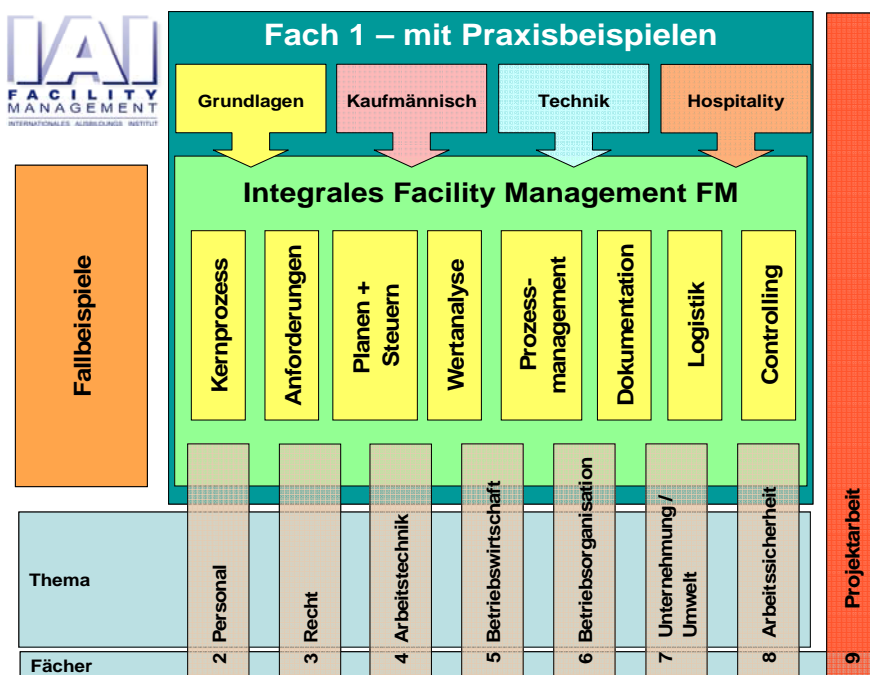 IAI
FACILITY
MANAGEMENT
INTERNATIONALES AUSBILDUNGS INSTITUT
Fach 1 – mit Praxisbeispielen
Grundlagen
Kaufmännisch
Technik
Hospitality
Integrales Facility Management FM
Fallbeispiele
Kernprozess
Anforderungen
Planen +
Steuern
Wertanalyse
Prozess-
management
Dokumentation
Logistik
Controlling
Thema
Personal
Recht
Arbeitstechnik
Betriebswirtschaft
Betriebsorganisation
Unternehmung /
Umwelt
Arbeitssicherheit
Projektarbeit
Fächer
2
3
4
5
6
7
8
9